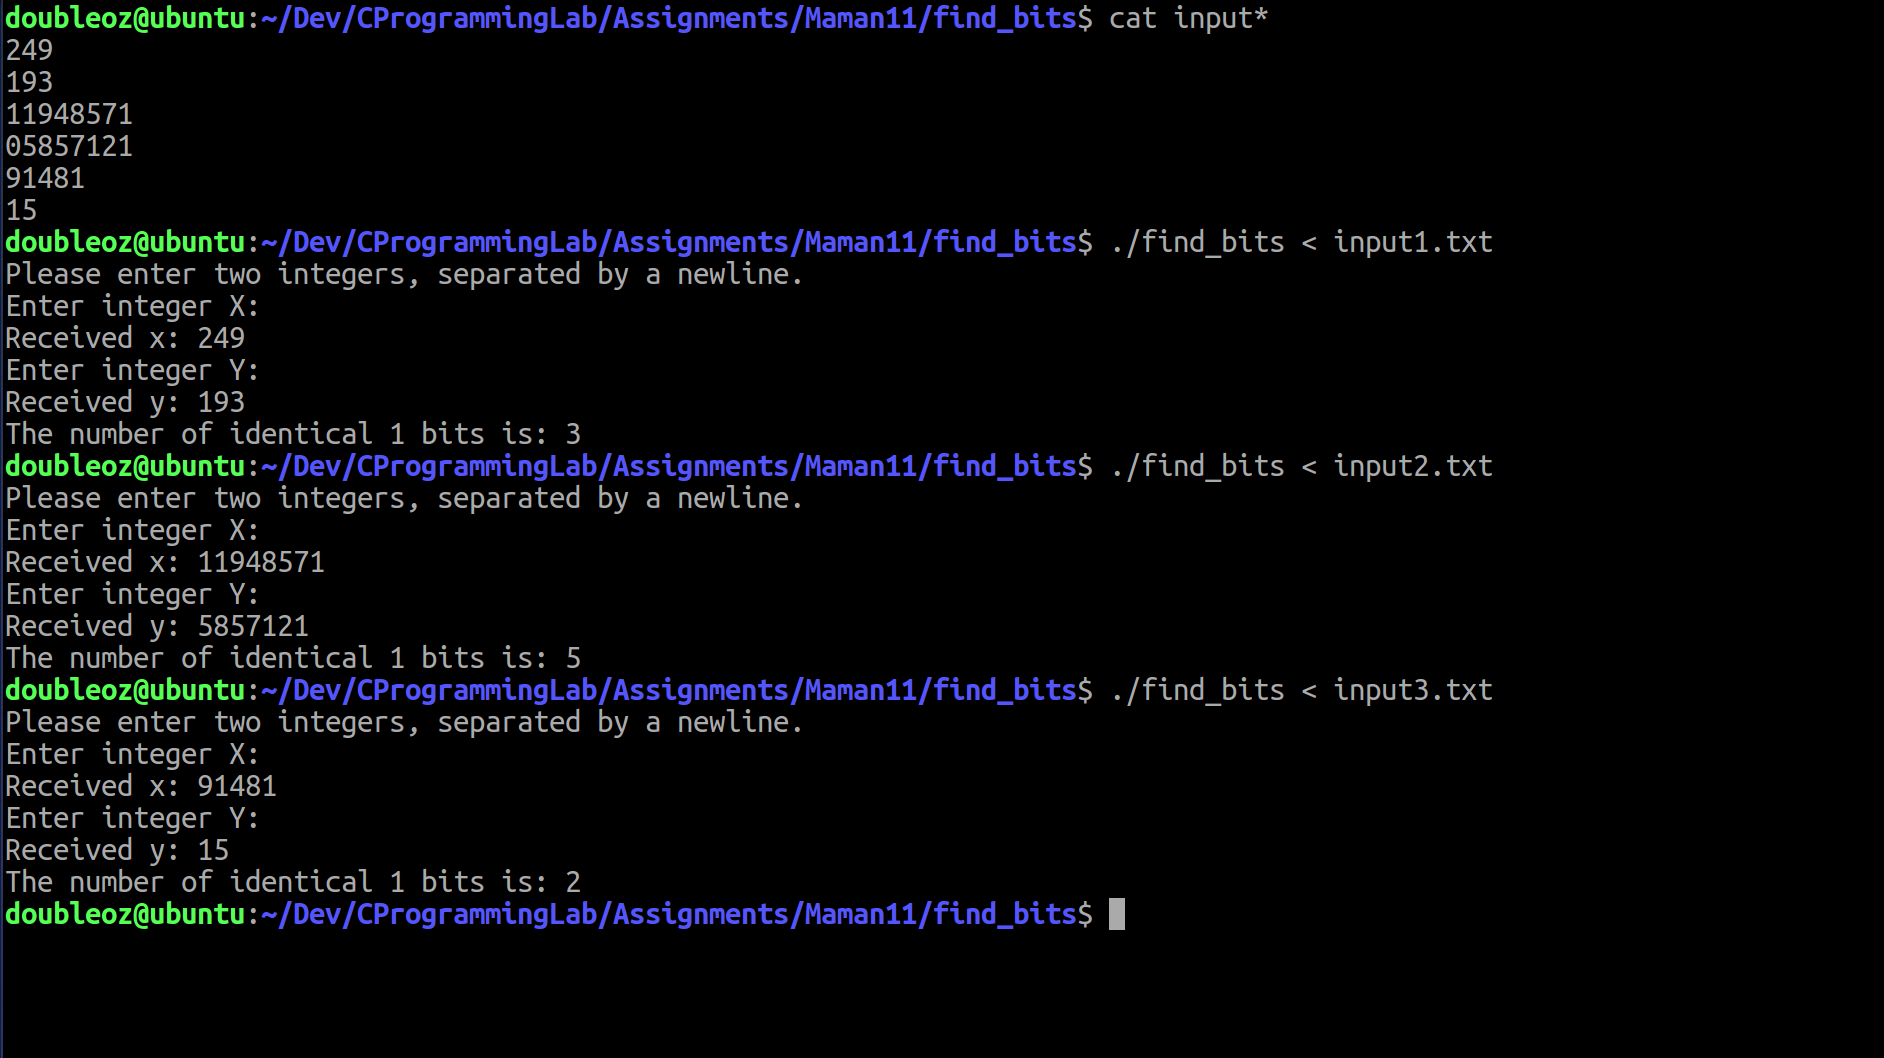 doubleoz@ubuntu:~/Dev/CProgrammingLab/Assignments/Maman11/find_bits$ cat input*
249
193
11948571
05857121
91481
15
doubleoz@ubuntu:~/Dev/CProgrammingLab/Assignments/Maman11/find_bits$ ./find_bits < input1.txt
Please enter two integers, separated by a newline.
Enter integer X:
Received x: 249
Enter integer Y:
Received y: 193
The number of identical 1 bits is: 3
doubleoz@ubuntu:~/Dev/CProgrammingLab/Assignments/Maman11/find_bits$ ./find_bits < input2.txt
Please enter two integers, separated by a newline.
Enter integer X:
Received x: 11948571
Enter integer Y:
Received y: 5857121
The number of identical 1 bits is: 5
doubleoz@ubuntu:~/Dev/CProgrammingLab/Assignments/Maman11/find_bits$ ./find_bits < input3.txt
Please enter two integers, separated by a newline.
Enter integer X:
Received x: 91481
Enter integer Y:
Received y: 15
The number of identical 1 bits is: 2
doubleoz@ubuntu:~/Dev/CProgrammingLab/Assignments/Maman11/find_bits$